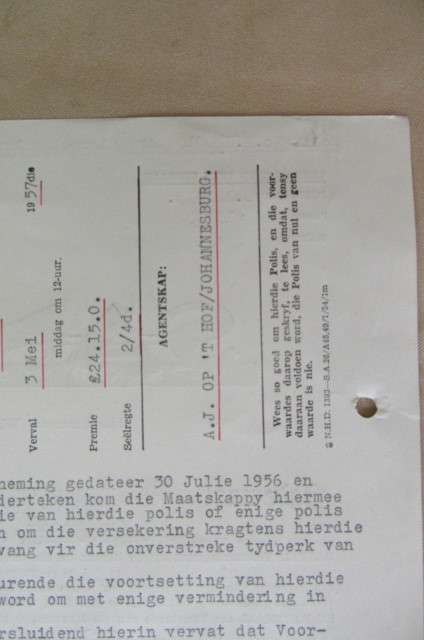 1957 die
Verval 3 Mei
middag om 12-uur.
Premie £24.15.0.
Seëlregte 2/4d.
AGENTSKAP:
A.J. OP 'T HOF/JOHANNESBURG.
Wees so goed om hierdie Polis, en die voor-
waardes daarop geskryf, te lees, omdat, tensy
daaraan voldoen word, die Polis van nul en geen
waarde is nie.
neming gedateer 30 Julie 1956 en
derteken kom die Maatskappy hiermee
ie van hierdie polis of enige polis
n om die versekering kragtens hierdie
vang vir die onverstreke tydperk van
urende die voortsetting van hierdie
word om met enige vermindering in
rsluidend hierin vervat dat Voor-